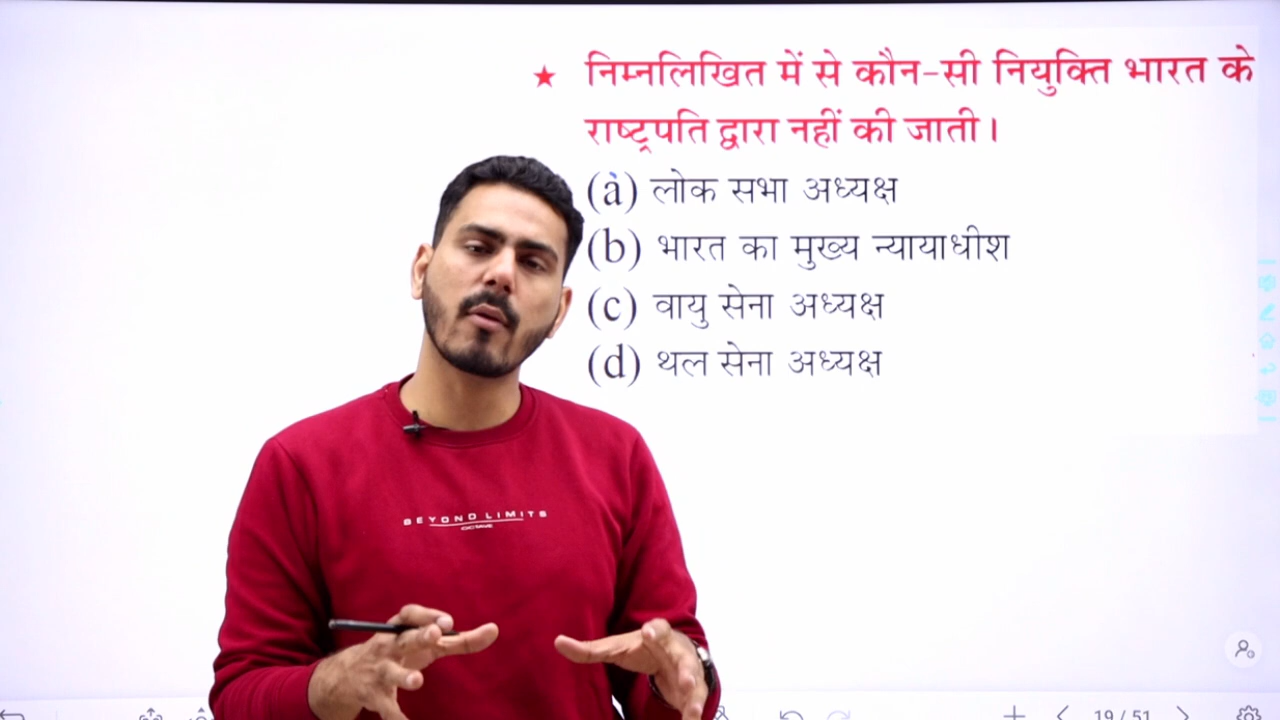 ★ निम्नलिखित में से कौन-सी नियुक्ति भारत के
राष्ट्रपति द्वारा नहीं की जाती।
(a) लोक सभा अध्यक्ष
(b) भारत का मुख्य न्यायाधीश
(c) वायु सेना अध्यक्ष
(d) थल सेना अध्यक्ष
BEYOND LIMITS
19 / 51